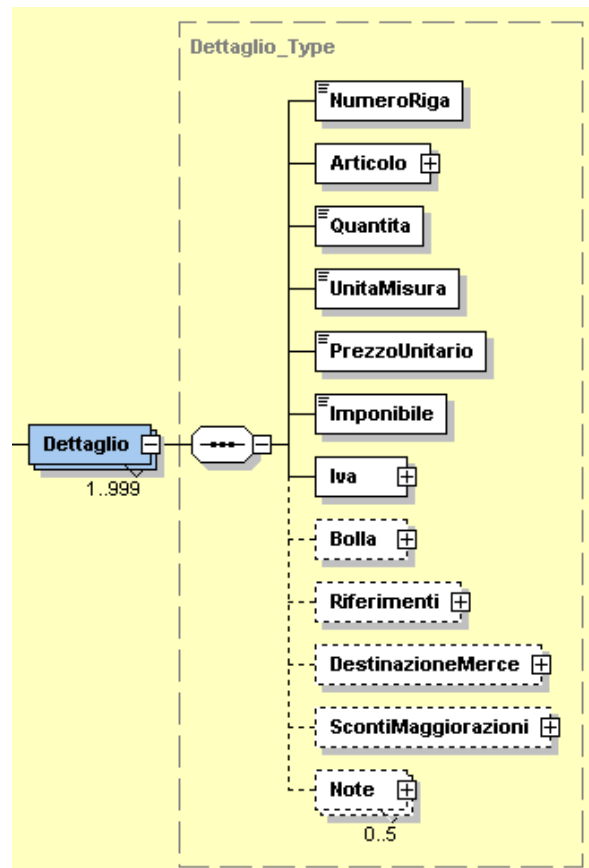 Dettaglio_Type
NumeroRiga
Articolo
Quantita
UnitaMisura
PrezzoUnitario
Imponibile
Dettaglio
1..999
Iva
Bolla
Riferimenti
DestinazioneMerce
ScontiMaggiorazioni
Note
0..5